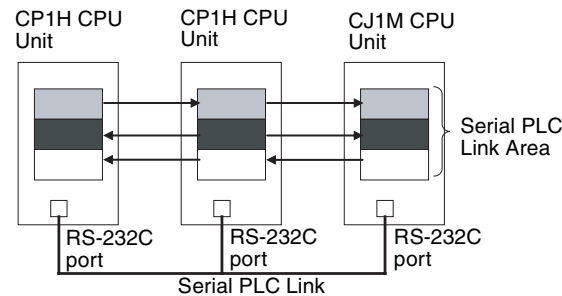 CP1H CPU
Unit
CP1H CPU
Unit
CJ1M CPU
Unit
Serial PLC
Link Area
RS-232C
port
RS-232C
port
RS-232C
port
Serial PLC Link